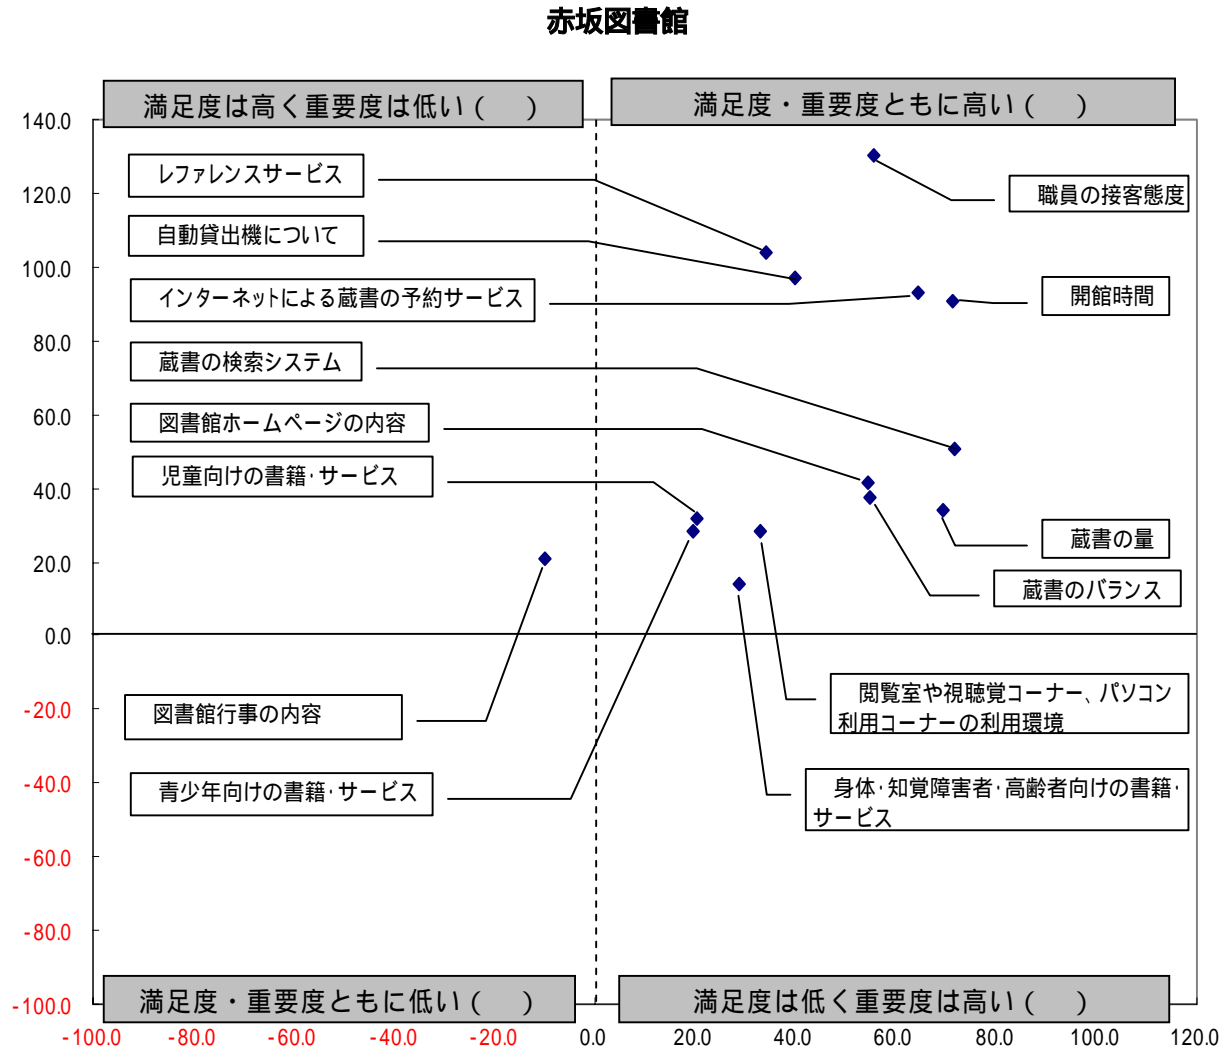 赤坂図書館
満足度は高く重要度は低い（　）
満足度・重要度ともに高い（　）
140.0
120.0
100.0
80.0
60.0
40.0
20.0
0.0
-20.0
-40.0
-60.0
-80.0
-100.0
レファレンスサービス
職員の接客態度
自動貸出機について
インターネットによる蔵書の予約サービス
開館時間
蔵書の検索システム
図書館ホームページの内容
児童向けの書籍・サービス
蔵書の量
蔵書のバランス
図書館行事の内容
閲覧室や視聴覚コーナー、パソコン
利用コーナーの利用環境
青少年向けの書籍・サービス
身体・知覚障害者・高齢者向けの書籍・
サービス
満足度・重要度ともに低い（　）
満足度は低く重要度は高い（　）
-100.0
-80.0
-60.0
-40.0
-20.0
0.0
20.0
40.0
60.0
80.0
100.0
120.0